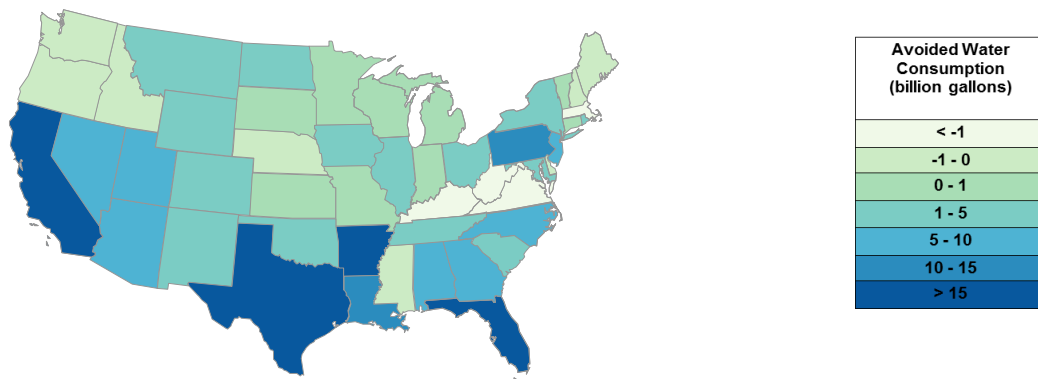 Avoided Water
Consumption
(billion gallons)
< -1
-1 - 0
0 - 1
1 - 5
5 - 10
10 - 15
> 15